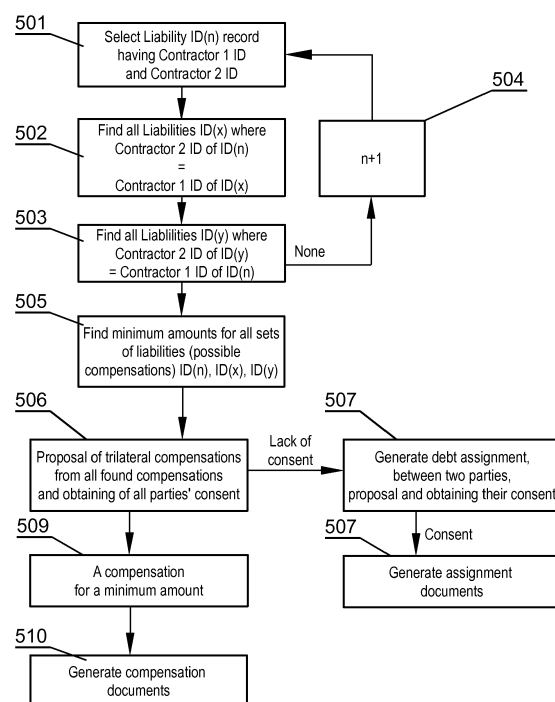 501
Select Liability ID(n) record
having Contractor 1 ID
and Contractor 2 ID
504
n+1
502
Find all Liabilities ID(x) where
Contractor 2 ID of ID(n)
=
Contractor 1 ID of ID(x)
503
Find all Liablilities ID(y) where
Contractor 2 ID of ID(y)
= Contractor 1 ID of ID(n)
None
505
Find minimum amounts for all sets
of liabilities (possible
compensations) ID(n), ID(x), ID(y)
506
Proposal of trilateral compensations
from all found compensations
and obtaining of all parties' consent
Lack of
consent
507
Generate debt assignment,
between two parties,
proposal and obtaining their consent
Consent
509
A compensation
for a minimum amount
507
Generate assignment
documents
510
Generate compensation
documents